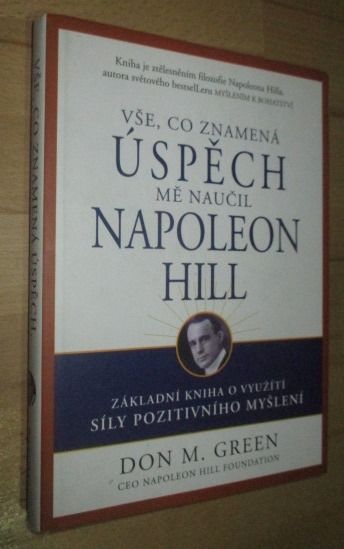 Kniha je ztělesněním filozofie Napoleona Hilla,
autora světového bestselLeru MYŠLENÍM K BOHATSTVÍ
VŠE, CO ZNAMENÁ
ÚSPĚCH
MĚ NAUČIL
NAPOLEON
HILL
ZÁKLADNÍ KNIHA O VYUŽITÍ
SÍLY POZITIVNÍHO MYŠLENÍ
DON M. GREEN
CEO NAPOLEON HILL FOUNDATION
VŠE, CO ZNAMENÁ ÚSPĚCH